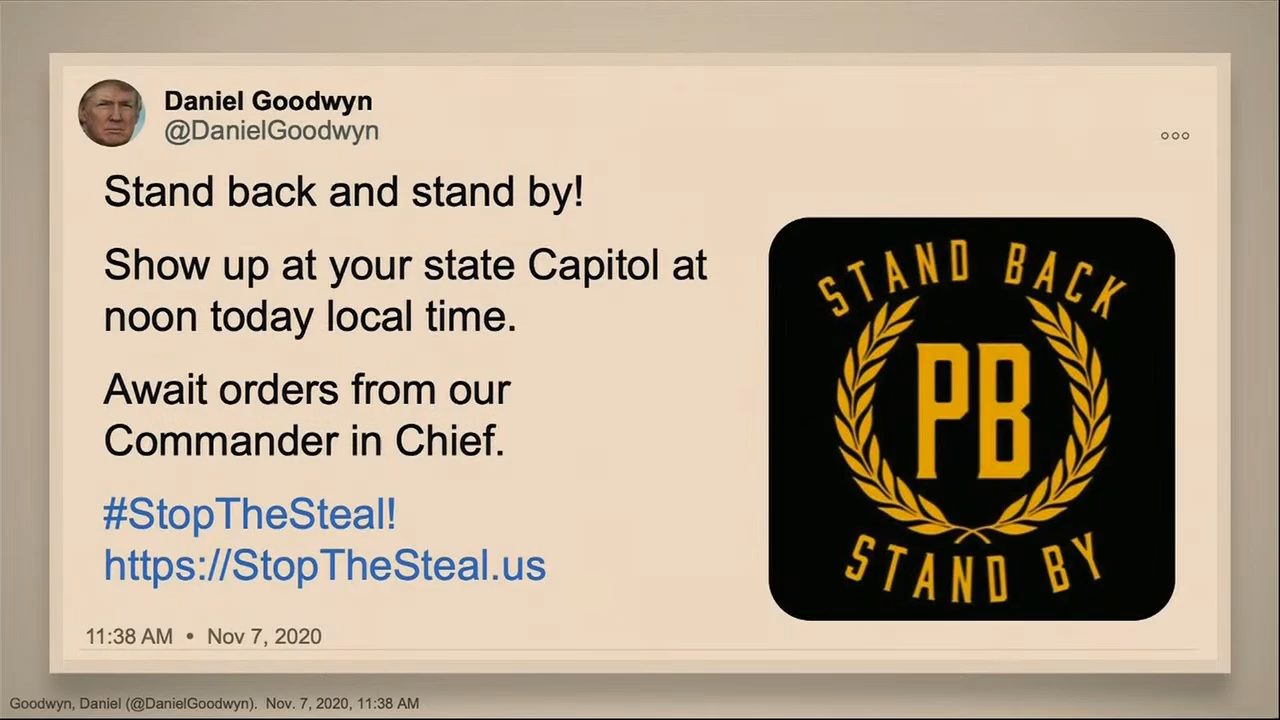 Daniel Goodwyn
@DanielGoodwyn
Stand back and stand by!
Show up at your state Capitol at
noon today local time.
Await orders from our
Commander in Chief.
#StopTheSteal!
https://StopTheSteal.us
STAND BACK
PB
STAND BY
11:38 AM • Nov 7, 2020
Goodwyn, Daniel (@DanielGoodwyn). Nov. 7, 2020, 11:38 AM